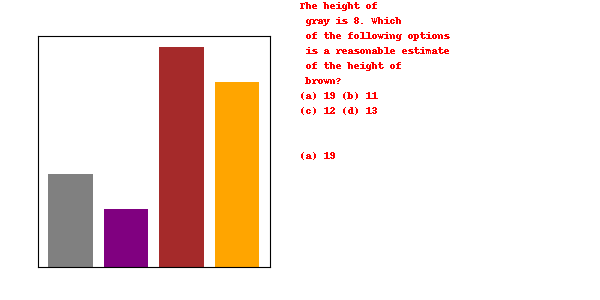 The height of
gray is 8. Which
of the following options
is a reasonable estimate
of the height of
brown?
(a) 19 (b) 11
(c) 12 (d) 13
(a) 19